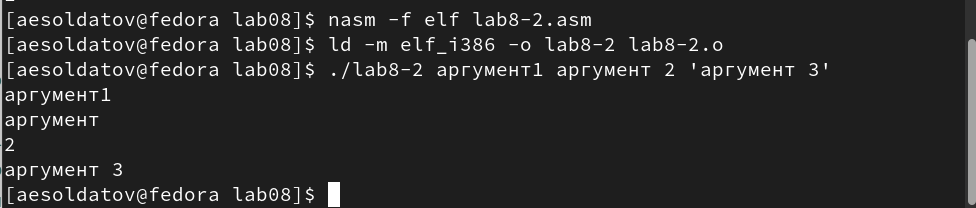 [aesoldatov@fedora lab08]$ nasm -f elf lab8-2.asm
[aesoldatov@fedora lab08]$ ld -m elf_i386 -o lab8-2 lab8-2.o
[aesoldatov@fedora lab08]$ ./lab8-2 аргумент1 аргумент 2 'аргумент 3'
аргумент1
аргумент
2
аргумент 3
[aesoldatov@fedora lab08]$